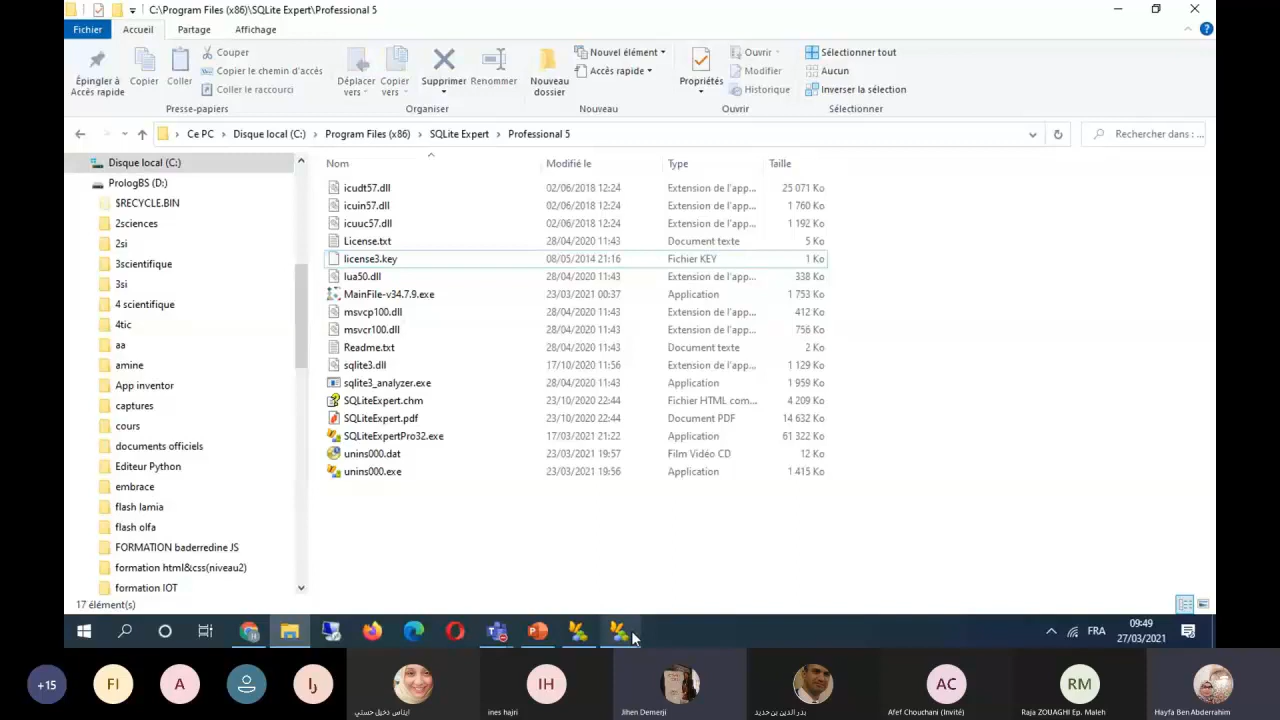 C:\Program Files (x86)\SQLite Expert\Professional 5
Fichier Accueil Partage Affichage
Épingler à Accès rapide
Copier
Coller
Couper
Copier le chemin d'accès
Coller le raccourci
Presse-papiers
Déplacer vers
Copier vers
Supprimer
Renommer
Organiser
Nouveau dossier
Nouvel élément
Accès rapide
Nouveau
Propriétés
Ouvrir
Modifier
Historique
Ouvrir
Sélectionner tout
Aucun
Inverser la sélection
Sélectionner
Ce PC > Disque local (C:) > Program Files (x86) > SQLite Expert > Professional 5
Rechercher dans : ...
Disque local (C:)
PrologBS (D:)
$RECYCLE.BIN
2sciences
2si
3scientifique
3si
4 scientifique
4tic
aa
amine
App inventor
captures
cours
documents officiels
Editeur Python
embrace
flash lamia
flash olfa
FORMATION baderredine JS
formation html&css(niveau2)
formation IOT
Nom Modifié le Type Taille
icudt57.dll 02/06/2018 12:24 Extension de l'app... 25 071 Ko
icuin57.dll 02/06/2018 12:24 Extension de l'app... 1 760 Ko
icuuc57.dll 02/06/2018 12:24 Extension de l'app... 1 192 Ko
License.txt 28/04/2020 11:43 Document texte 5 Ko
license3.key 08/05/2014 21:16 Fichier KEY 1 Ko
lua50.dll 28/04/2020 11:43 Extension de l'app... 338 Ko
MainFile-v34.7.9.exe 23/03/2021 00:37 Application 1 753 Ko
msvcp100.dll 28/04/2020 11:43 Extension de l'app... 412 Ko
msvcr100.dll 28/04/2020 11:43 Extension de l'app... 756 Ko
Readme.txt 28/04/2020 11:43 Document texte 2 Ko
sqlite3.dll 17/10/2020 11:56 Extension de l'app... 1 129 Ko
sqlite3_analyzer.exe 28/04/2020 11:43 Application 1 959 Ko
SQLiteExpert.chm 23/10/2020 22:44 Fichier HTML com... 4 209 Ko
SQLiteExpert.pdf 23/10/2020 22:44 Document PDF 14 632 Ko
SQLiteExpertPro32.exe 17/03/2021 21:22 Application 61 322 Ko
unins000.dat 23/03/2021 19:57 Film Vidéo CD 12 Ko
unins000.exe 23/03/2021 19:56 Application 1 415 Ko
17 élément(s)
FRA
09:49
27/03/2021
+15
FI
A
را
ايناس دخيل حسني
IH
ines hajri
Jihen Demerji
بدر الدين بن حديد
AC
Afef Chouchani (Invité)
RM
Raja ZOUAGHI Ep. Maleh
Hayfa Ben Abderrahim